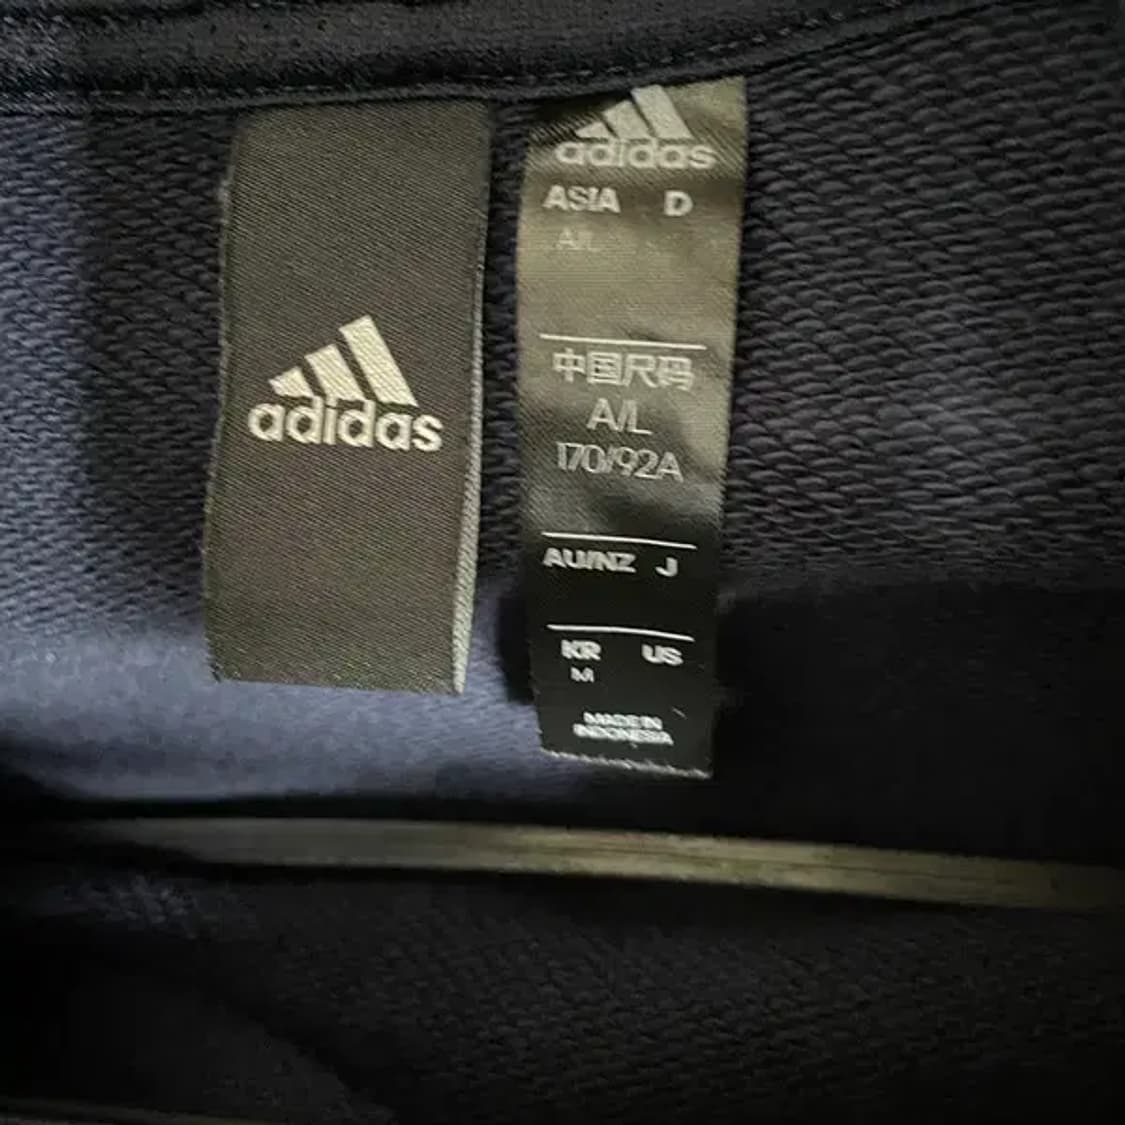 adidas
adidas
ASIA D
A/L
中国尺码
A/L
170/92A
AU/NZ J
KR US
M
MADE IN
INDONESIA